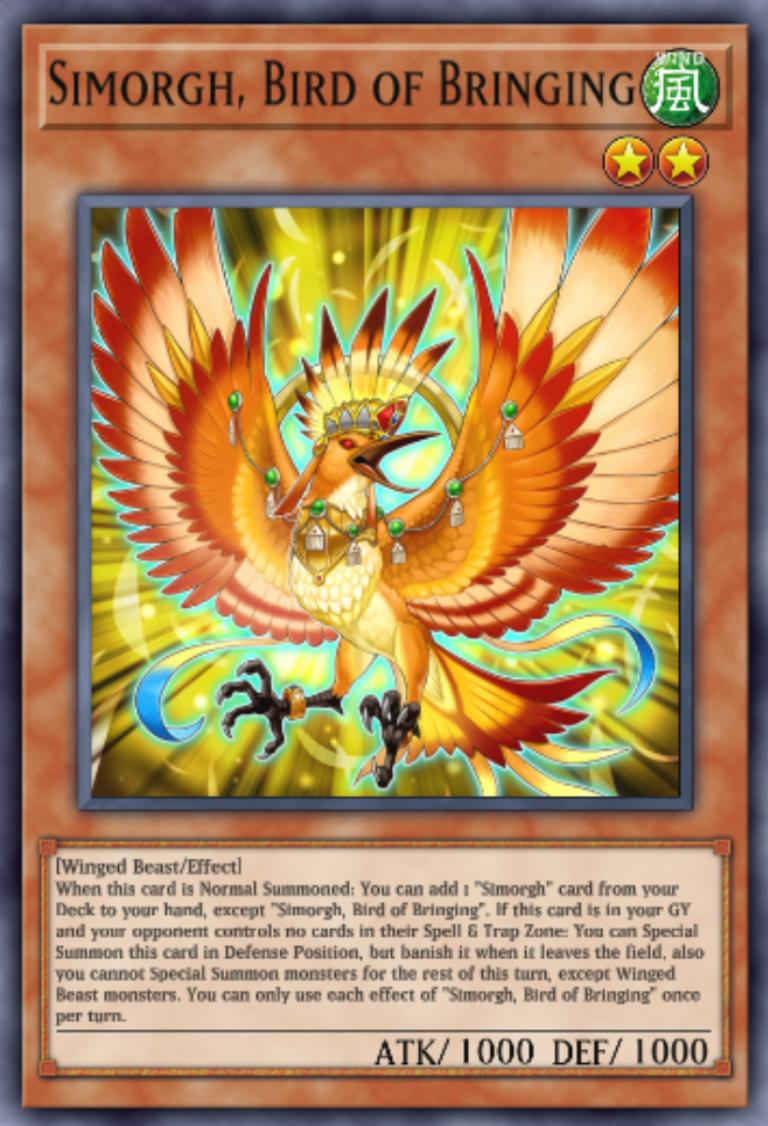 Simorgh, Bird of Bringing
WIND
風
[Winged Beast/Effect]
When this card is Normal Summoned: You can add 1 "Simorgh" card from your
Deck to your hand, except "Simorgh, Bird of Bringing". If this card is in your GY
and your opponent controls no cards in their Spell & Trap Zone: You can Special
Summon this card in Defense Position, but banish it when it leaves the field, also
you cannot Special Summon monsters for the rest of this turn, except Winged
Beast monsters. You can only use each effect of "Simorgh, Bird of Bringing" once
per turn.
ATK/ 1000 DEF/ 1000